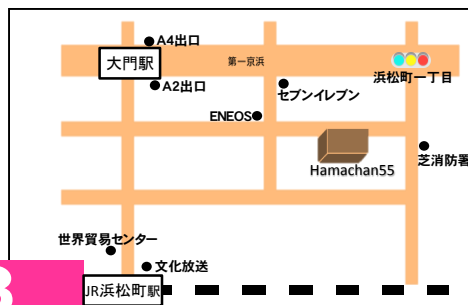 A4出口
大門駅
第一京浜
浜松町一丁目
A2出口
セブンイレブン
ENEOS
芝消防署
Hamachan55
世界貿易センター
文化放送
JR浜松町駅